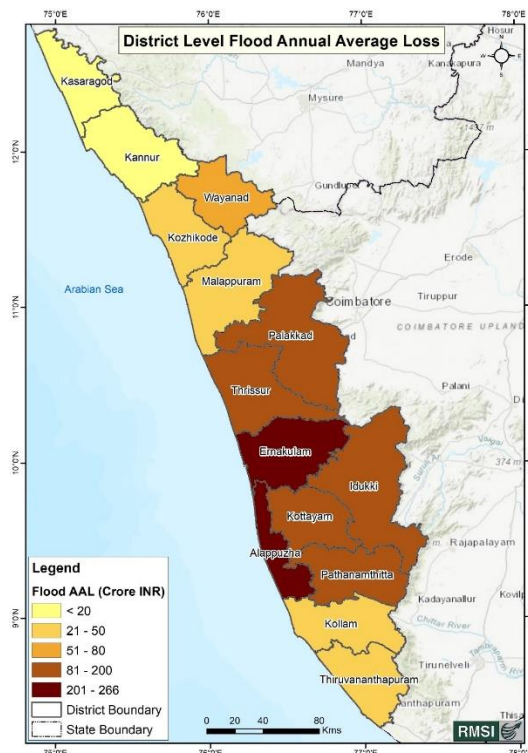 75°0'E
76°0'E
77°0'E
78°0'E
District Level Flood Annual Average Loss
Hosur
Mandya
Kanakapura
Kasaragod
Mysure
12°0'N
Kannur
Gundlupet
Wayanad
Kozhikode
Erode
Malappuram
Arabian Sea
11°0'N
Coimbatore
Tiruppur
COIMBATORE UPLAND
Palakkad
Thrissur
Palani
Ernakulam
10°0'N
374 m
Idukki
Kottayam
Alappuzha
Rajapalayam
Pathanamthitta
Legend
Flood AAL (Crore INR)
< 20
21 - 50
51 - 80
81 - 200
201 - 266
District Boundary
State Boundary
Kadayanallur
9°0'N
Kollam
Chittar River
Tirunelveli
Thiruvananthapuram
0 40 80
Kms
RMSI
75°0'E
76°0'E
77°0'E